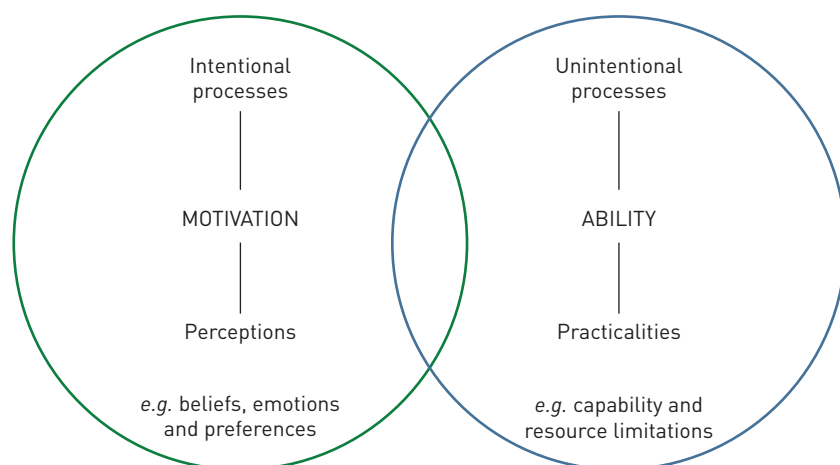 Intentional
processes
MOTIVATION
Perceptions
e.g. beliefs, emotions
and preferences
Unintentional
processes
ABILITY
Practicalities
e.g. capability and
resource limitations